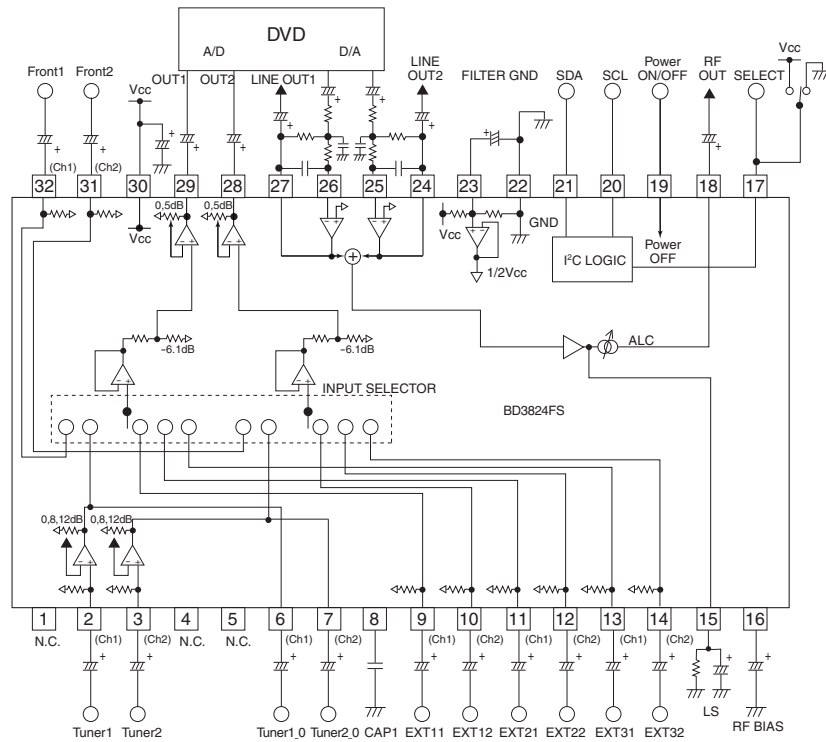 DVD
A/D D/A
Front1 Front2 OUT1 OUT2 LINE OUT1 LINE OUT2 FILTER GND SDA SCL Power ON/OFF RF OUT SELECT Vcc
Vcc
+ + + + + + + + + + +
(Ch1) (Ch2)
32 31 30 29 28 27 26 25 24 23 22 21 20 19 18 17
0,5dB 0,5dB
Vcc
Vcc GND
Power OFF
1/2Vcc
I²C LOGIC
ALC
−6.1dB −6.1dB
INPUT SELECTOR
BD3824FS
0,8,12dB 0,8,12dB
1 2 3 4 5 6 7 8 9 10 11 12 13 14 15 16
N.C. (Ch1) (Ch2) N.C. N.C. (Ch1) (Ch2) (Ch1) (Ch2) (Ch1) (Ch2) (Ch1) (Ch2)
+ + + + + + + + + + + +
LS
Tuner1 Tuner2 Tuner1_0 Tuner2_0 CAP1 EXT11 EXT12 EXT21 EXT22 EXT31 EXT32 RF BIAS